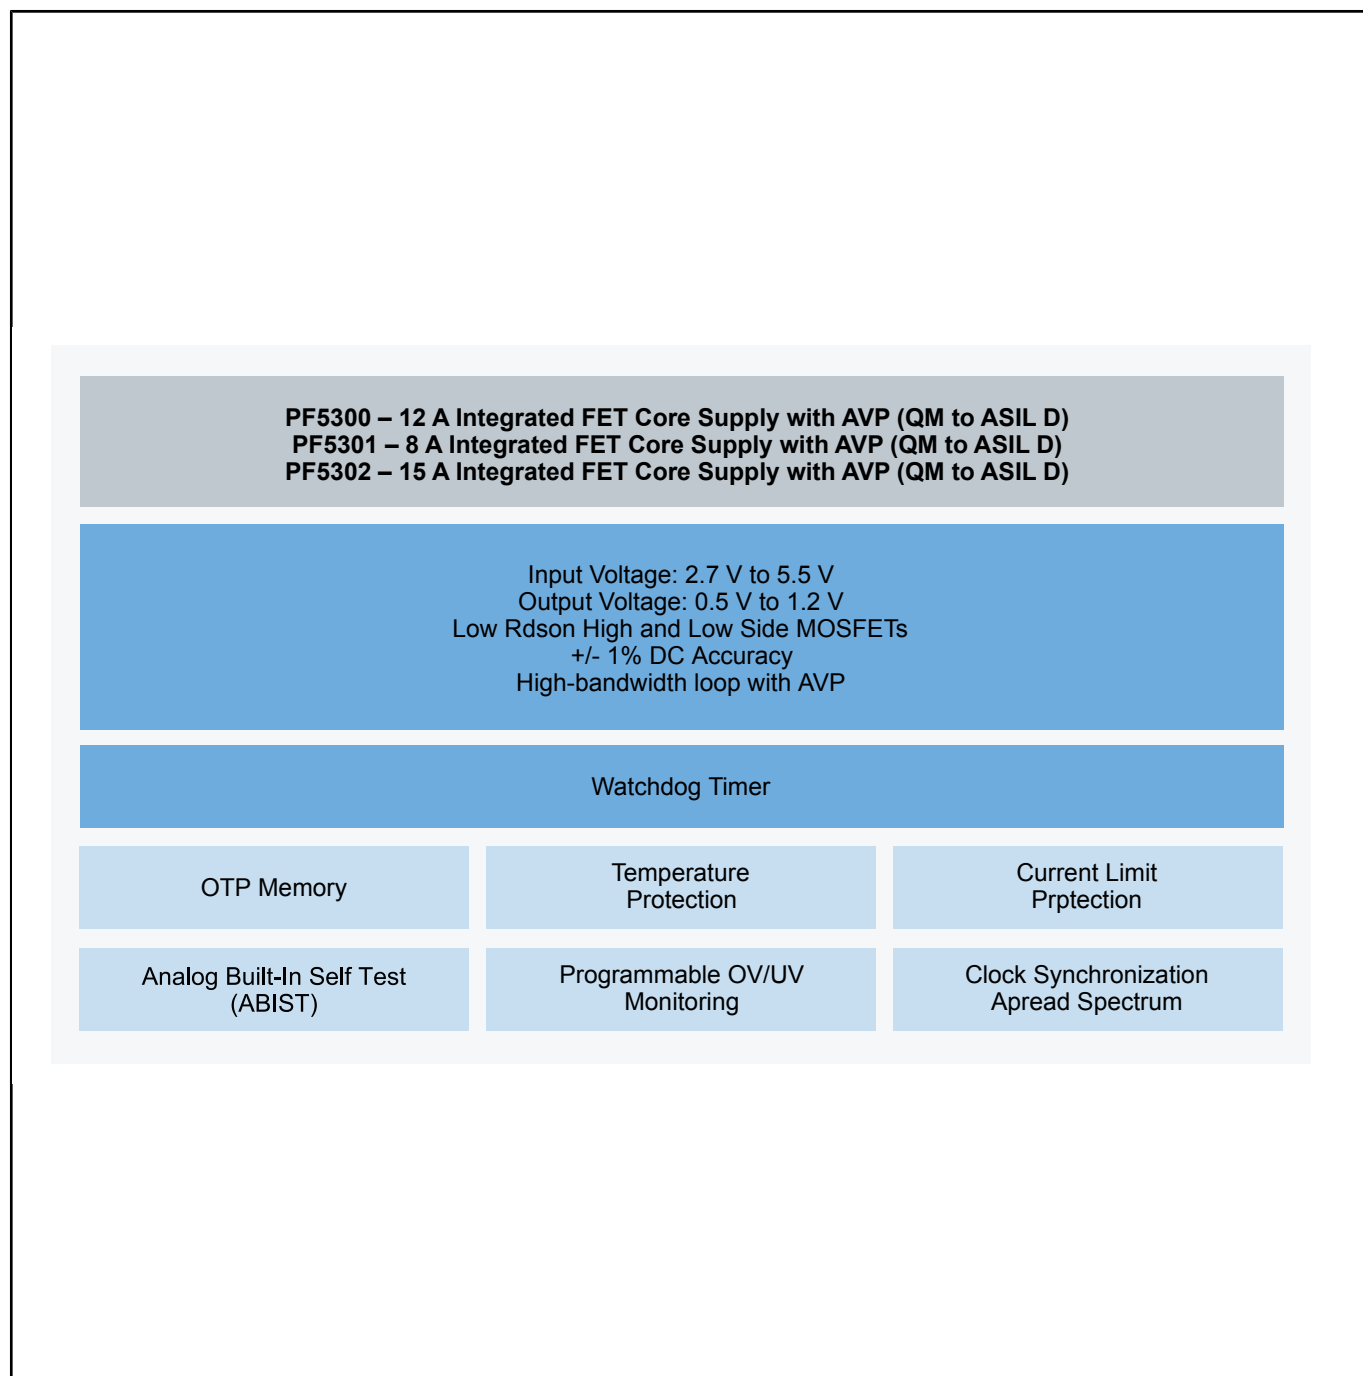 PF5300 – 12 A Integrated FET Core Supply with AVP (QM to ASIL D)
PF5301 – 8 A Integrated FET Core Supply with AVP (QM to ASIL D)
PF5302 – 15 A Integrated FET Core Supply with AVP (QM to ASIL D)
Input Voltage: 2.7 V to 5.5 V
Output Voltage: 0.5 V to 1.2 V
Low Rdson High and Low Side MOSFETs
+/- 1% DC Accuracy
High-bandwidth loop with AVP
Watchdog Timer
OTP Memory
Temperature
Protection
Current Limit
Prptection
Analog Built-In Self Test
(ABIST)
Programmable OV/UV
Monitoring
Clock Synchronization
Apread Spectrum